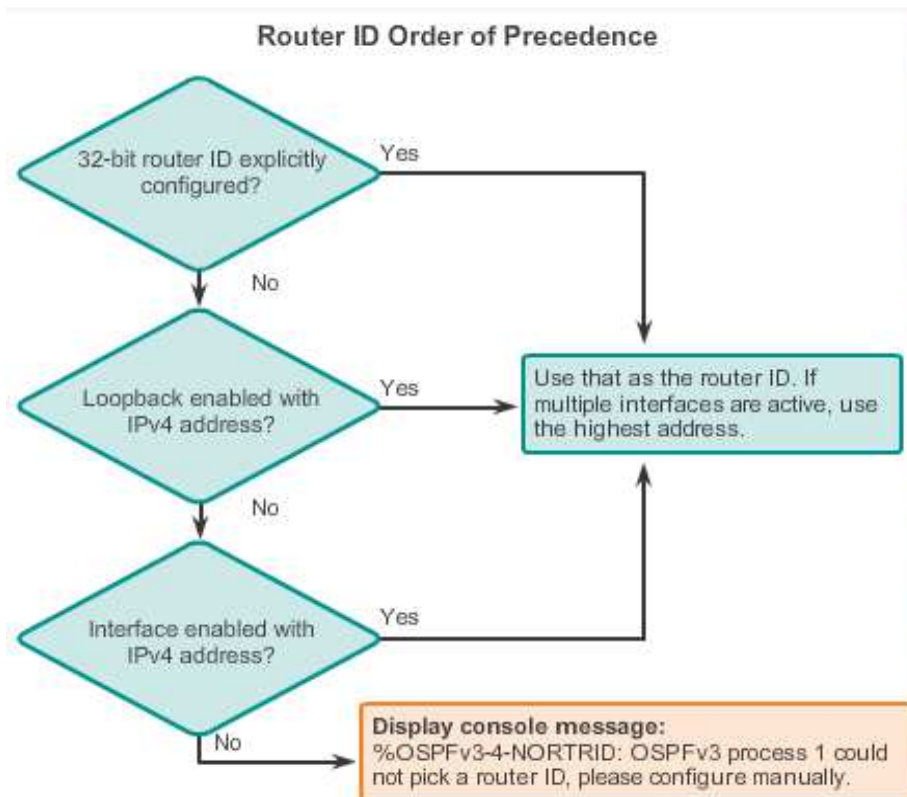 Router ID Order of Precedence
32-bit router ID explicitly
configured?
Yes
No
Loopback enabled with
IPv4 address?
Yes
Use that as the router ID. If
multiple interfaces are active, use
the highest address.
No
Interface enabled with
IPv4 address?
Yes
No
Display console message:
%OSPFv3-4-NORTRID: OSPFv3 process 1 could
not pick a router ID, please configure manually.